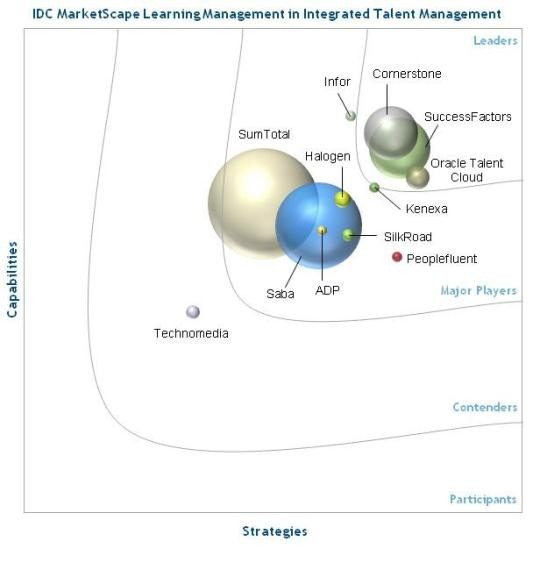 IDC MarketScape Learning Management in Integrated Talent Management
Leaders
Infor
Cornerstone
SuccessFactors
SumTotal
Halogen
Oracle Talent
Cloud
Kenexa
SilkRoad
Peoplefluent
Saba
ADP
Major Players
Technomedia
Contenders
Participants
Capabilities
Strategies